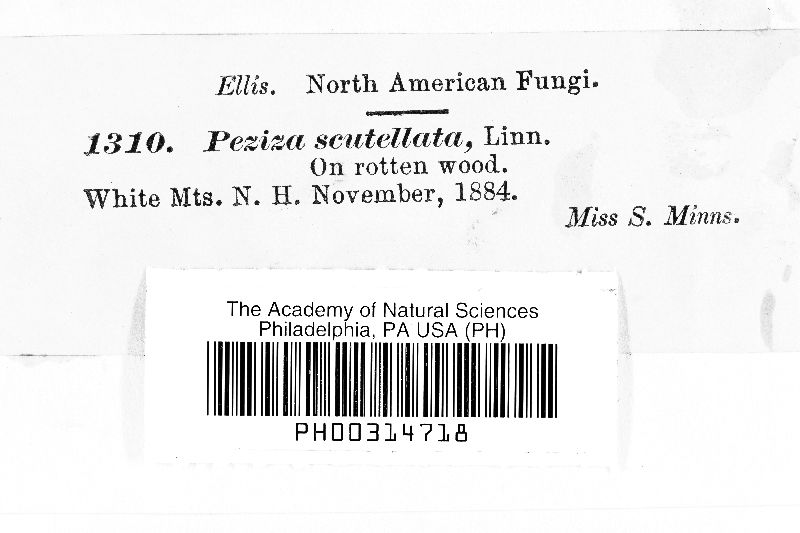 Ellis. North American Fungi.
1310. Peziza scutellata, Linn.
On rotten wood.
White Mts. N. H. November, 1884.
Miss S. Minns.
The Academy of Natural Sciences
Philadelphia, PA USA (PH)
PH00314718